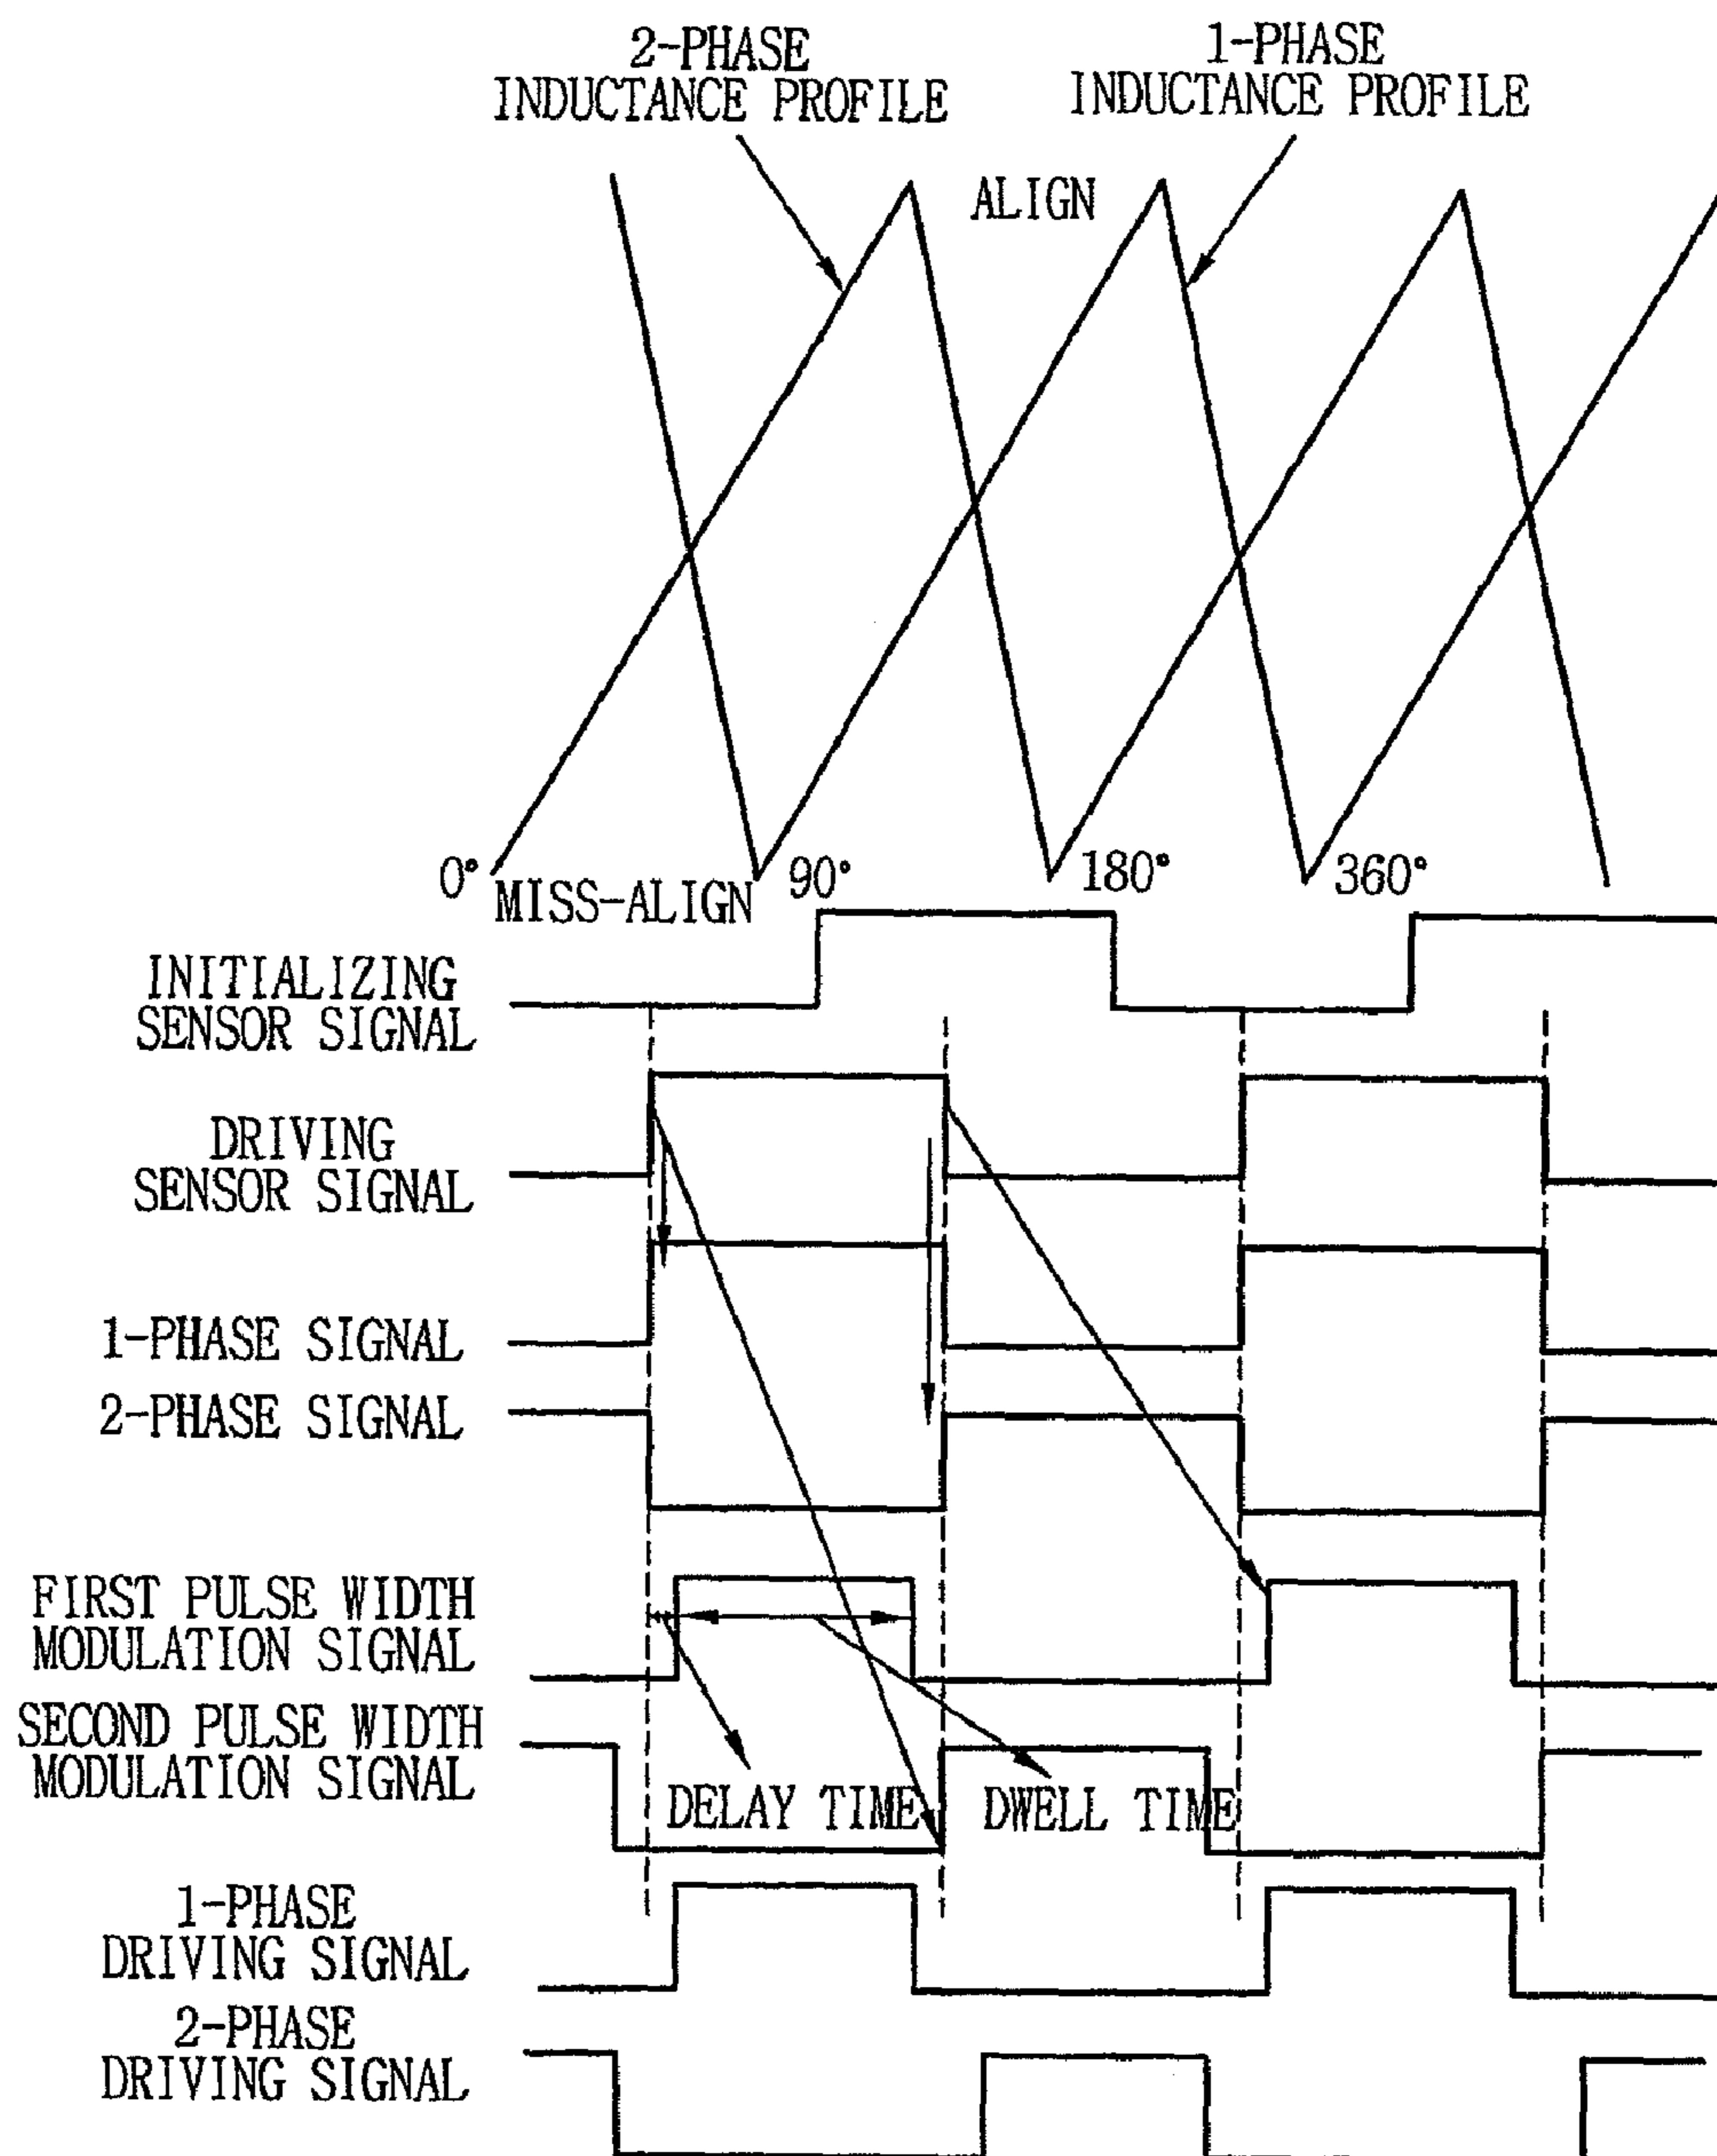 2-PHASE
INDUCTANCE PROFILE
1-PHASE
INDUCTANCE PROFILE
ALIGN
0°
MISS-ALIGN
90°
180°
360°
INITIALIZING
SENSOR SIGNAL
DRIVING
SENSOR SIGNAL
1-PHASE SIGNAL
2-PHASE SIGNAL
FIRST PULSE WIDTH
MODULATION SIGNAL
SECOND PULSE WIDTH
MODULATION SIGNAL
DELAY TIME
DWELL TIME
1-PHASE
DRIVING SIGNAL
2-PHASE
DRIVING SIGNAL